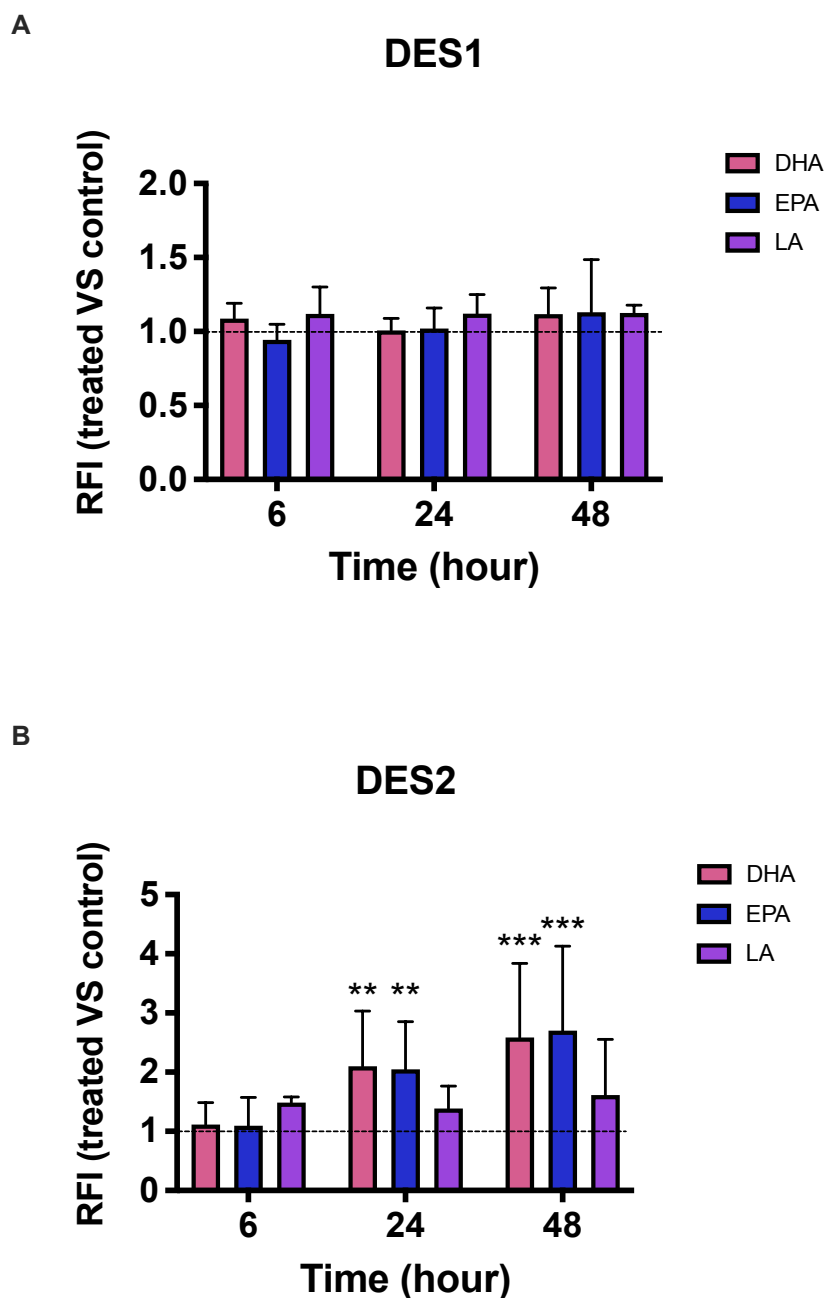 A
DES1
RFI (treated VS control)
2.0
1.5
1.0
0.5
0.0
6
24
48
Time (hour)
DHA
EPA
LA
B
DES2
RFI (treated VS control)
5
4
3
2
1
0
** **
*** ***
6
24
48
Time (hour)
DHA
EPA
LA